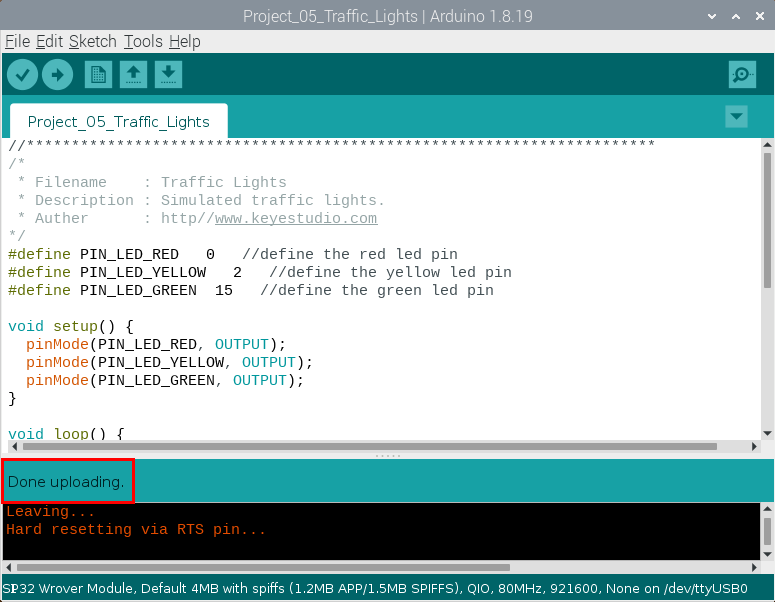 Project_05_Traffic_Lights | Arduino 1.8.19
File Edit Sketch Tools Help
Project_05_Traffic_Lights
//**********************************************************************
/*
 * Filename    : Traffic Lights
 * Description : Simulated traffic lights.
 * Auther      : http//www.keyestudio.com
*/
#define PIN_LED_RED   0   //define the red led pin
#define PIN_LED_YELLOW   2   //define the yellow led pin
#define PIN_LED_GREEN  15   //define the green led pin
void setup() {
  pinMode(PIN_LED_RED, OUTPUT);
  pinMode(PIN_LED_YELLOW, OUTPUT);
  pinMode(PIN_LED_GREEN, OUTPUT);
}
void loop() {
Done uploading.
Leaving...
Hard resetting via RTS pin...
P32 Wrover Module, Default 4MB with spiffs (1.2MB APP/1.5MB SPIFFS), QIO, 80MHz, 921600, None on /dev/ttyUSB0